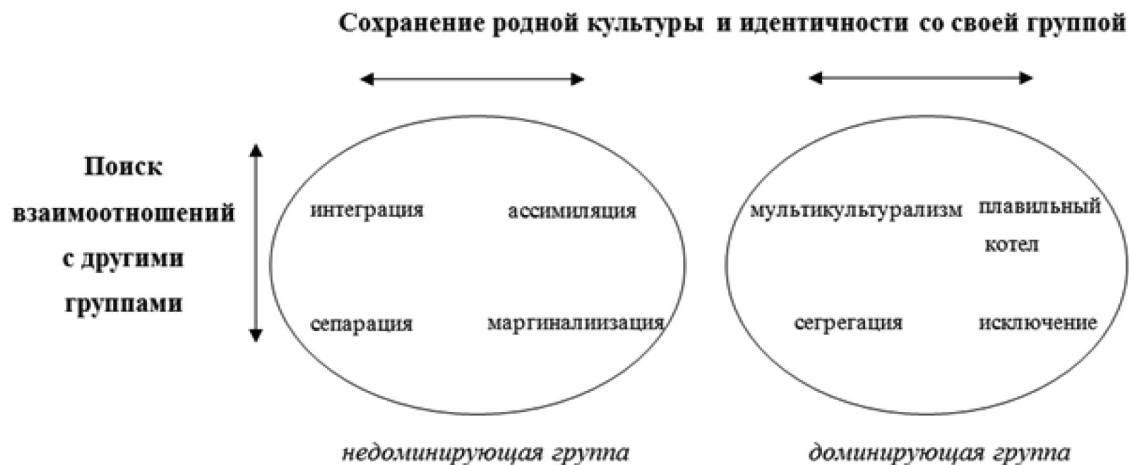 Сохранение родной культуры и идентичности со своей группой
Поиск
взаимоотношений
с другими
группами
интеграция ассимиляция
сепарация маргиналиизация
недоминирующая группа
мультикультурализм плавильный
котел
сегрегация исключение
доминирующая группа